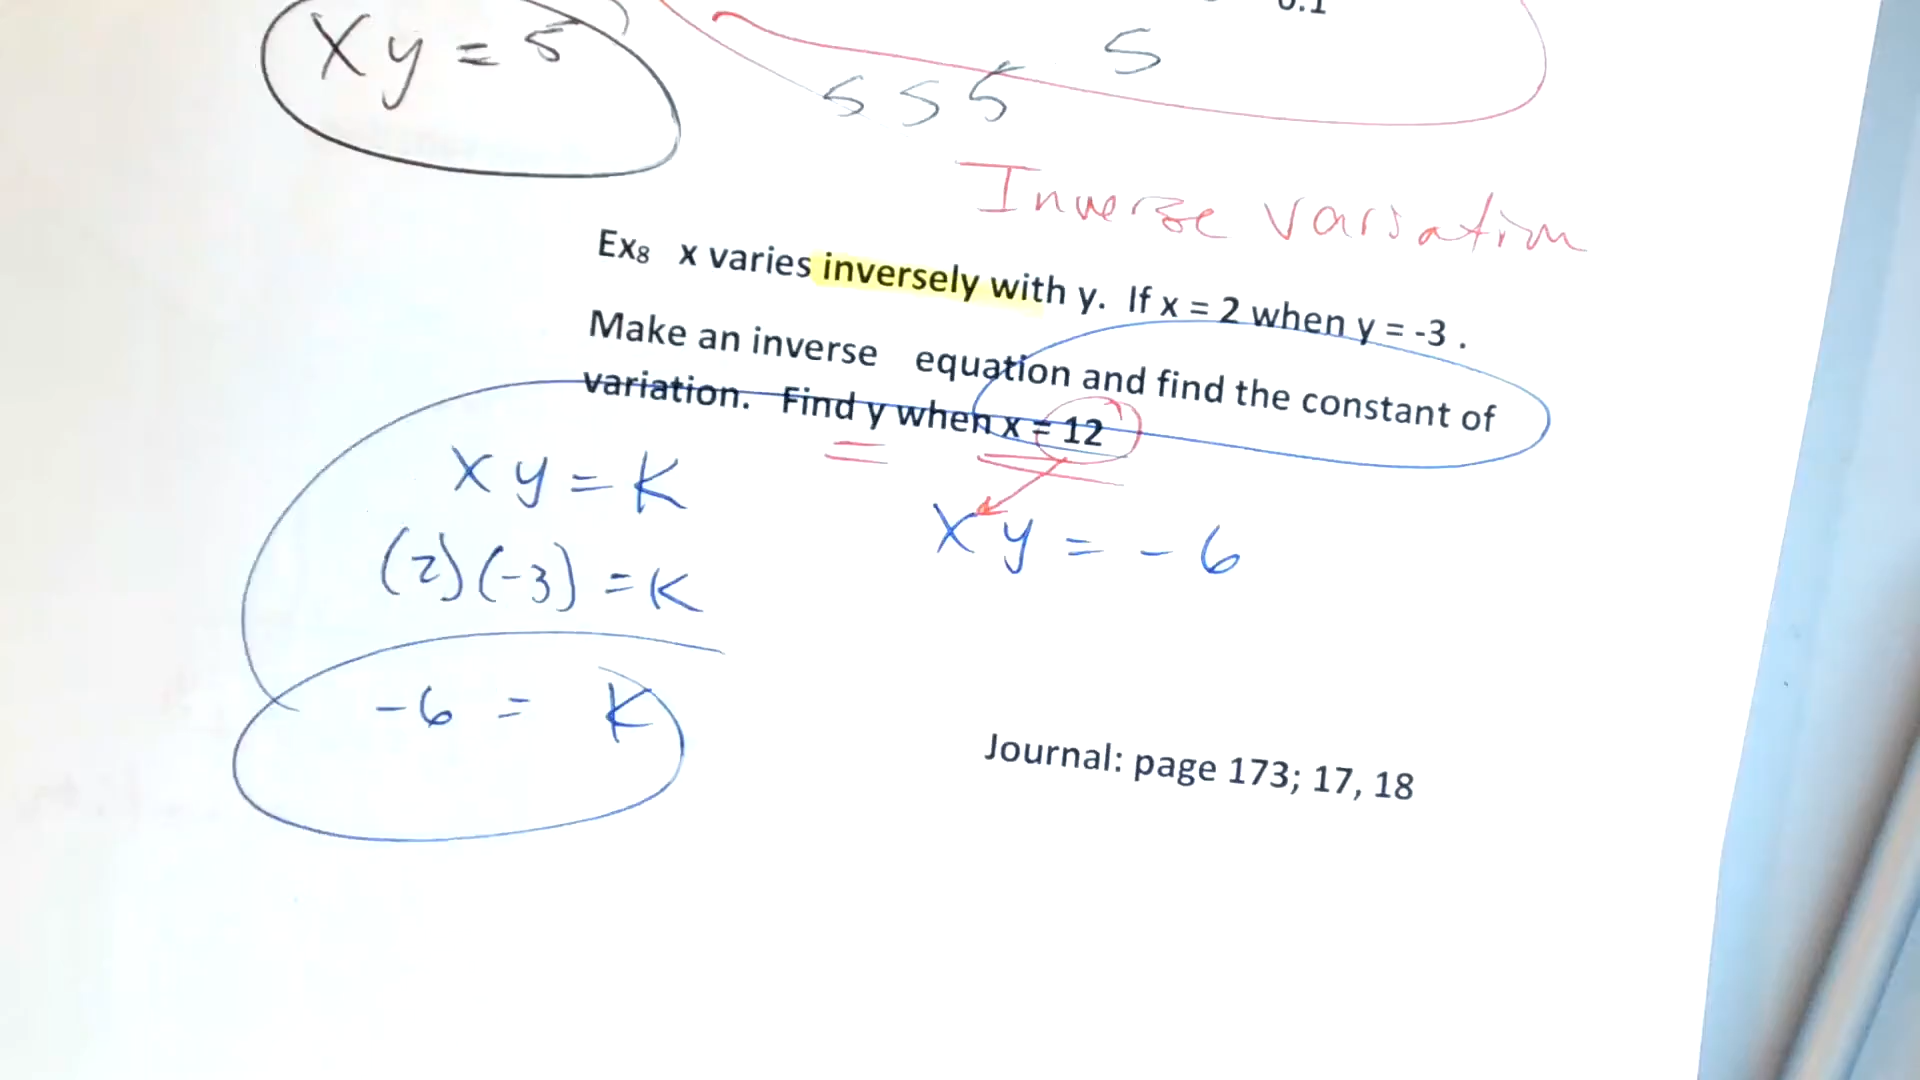 xy = 5
5 5 5 5
Inverse variation
Ex8 x varies inversely with y. If x = 2 when y = -3 .
Make an inverse equation and find the constant of
variation. Find y when x = 12
xy = K
xy = - 6
(2)(-3) = K
-6 = K
Journal: page 173; 17, 18